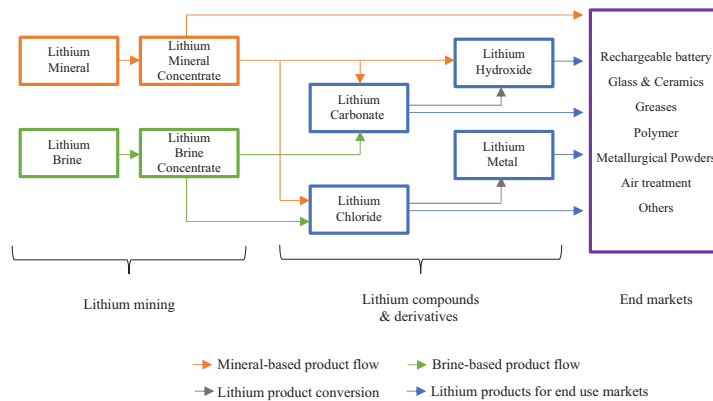 Lithium
Mineral
Lithium
Mineral
Concentrate
Lithium
Hydroxide
Lithium
Carbonate
Lithium
Brine
Lithium
Brine
Concentrate
Lithium
Metal
Lithium
Chloride
Rechargeable battery
Glass & Ceramics
Greases
Polymer
Metallurgical Powders
Air treatment
Others
Lithium mining
Lithium compounds
& derivatives
End markets
Mineral-based product flow
Brine-based product flow
Lithium product conversion
Lithium products for end use markets